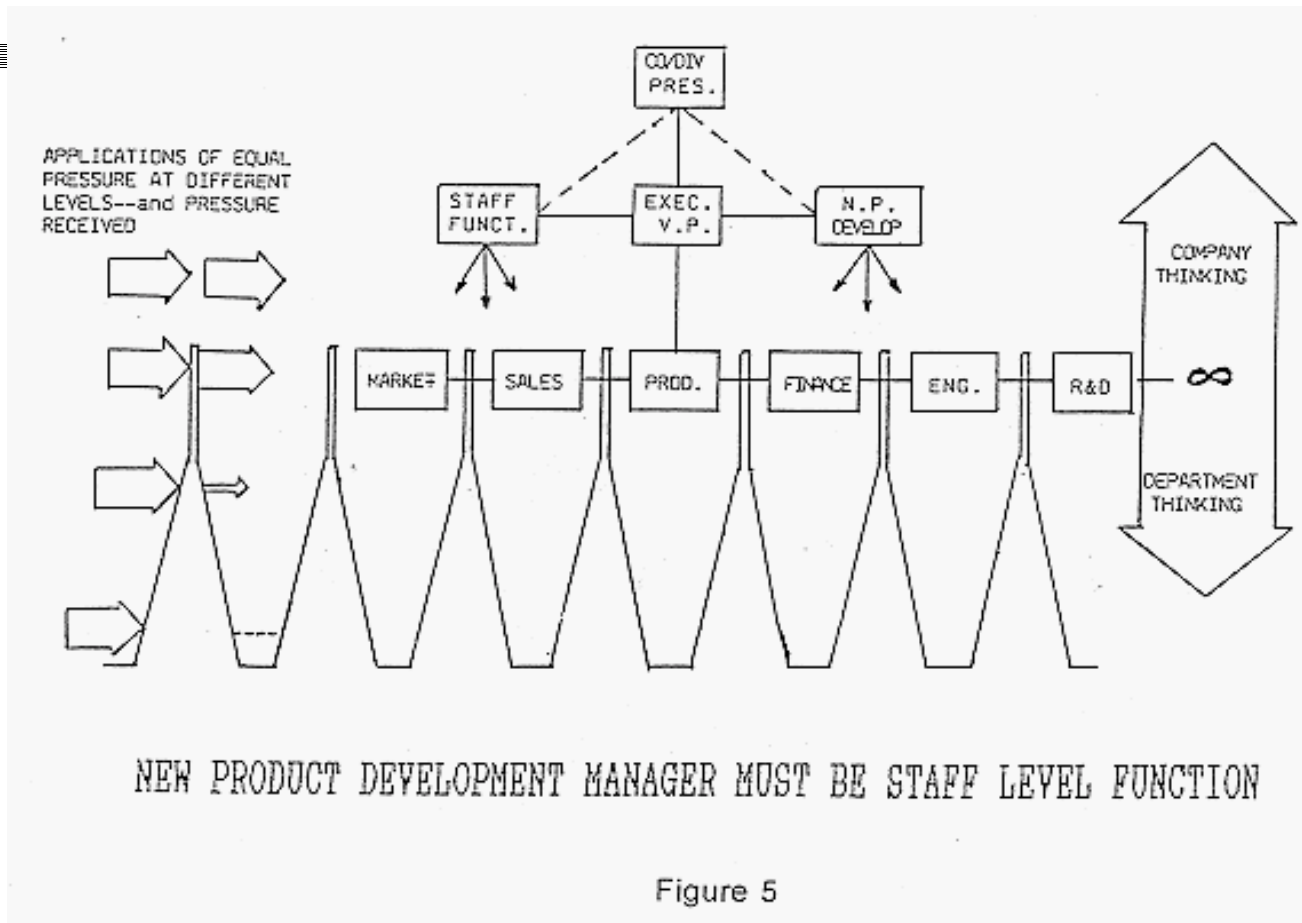 CO/DIV
PRES.
APPLICATIONS OF EQUAL
PRESSURE AT DIFFERENT
LEVELS--and PRESSURE
RECEIVED
STAFF
FUNCT.
EXEC.
V.P.
N.P.
DEVELOP
COMPANY
THINKING
MARKET
SALES
PROD.
FINANCE
ENG.
R&D
∞
DEPARTMENT
THINKING
NEW PRODUCT DEVELOPMENT MANAGER MUST BE STAFF LEVEL FUNCTION
Figure 5